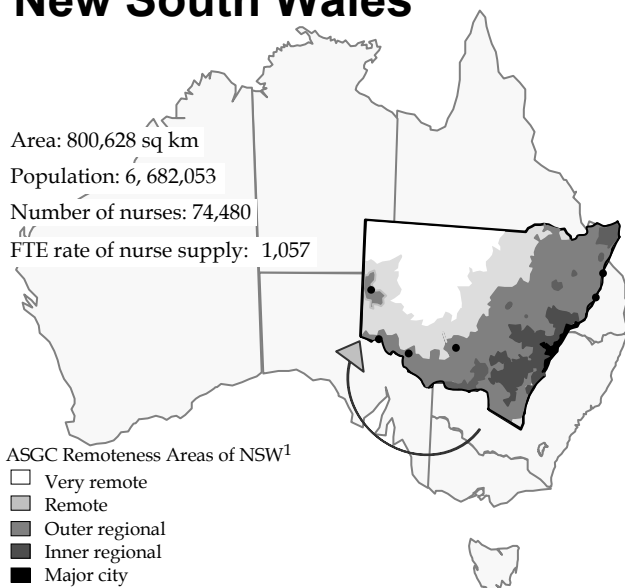 New South Wales
Area: 800,628 sq km
Population: 6, 682,053
Number of nurses: 74,480
FTE rate of nurse supply: 1,057
ASGC Remoteness Areas of NSW1
Very remote
Remote
Outer regional
Inner regional
Major city